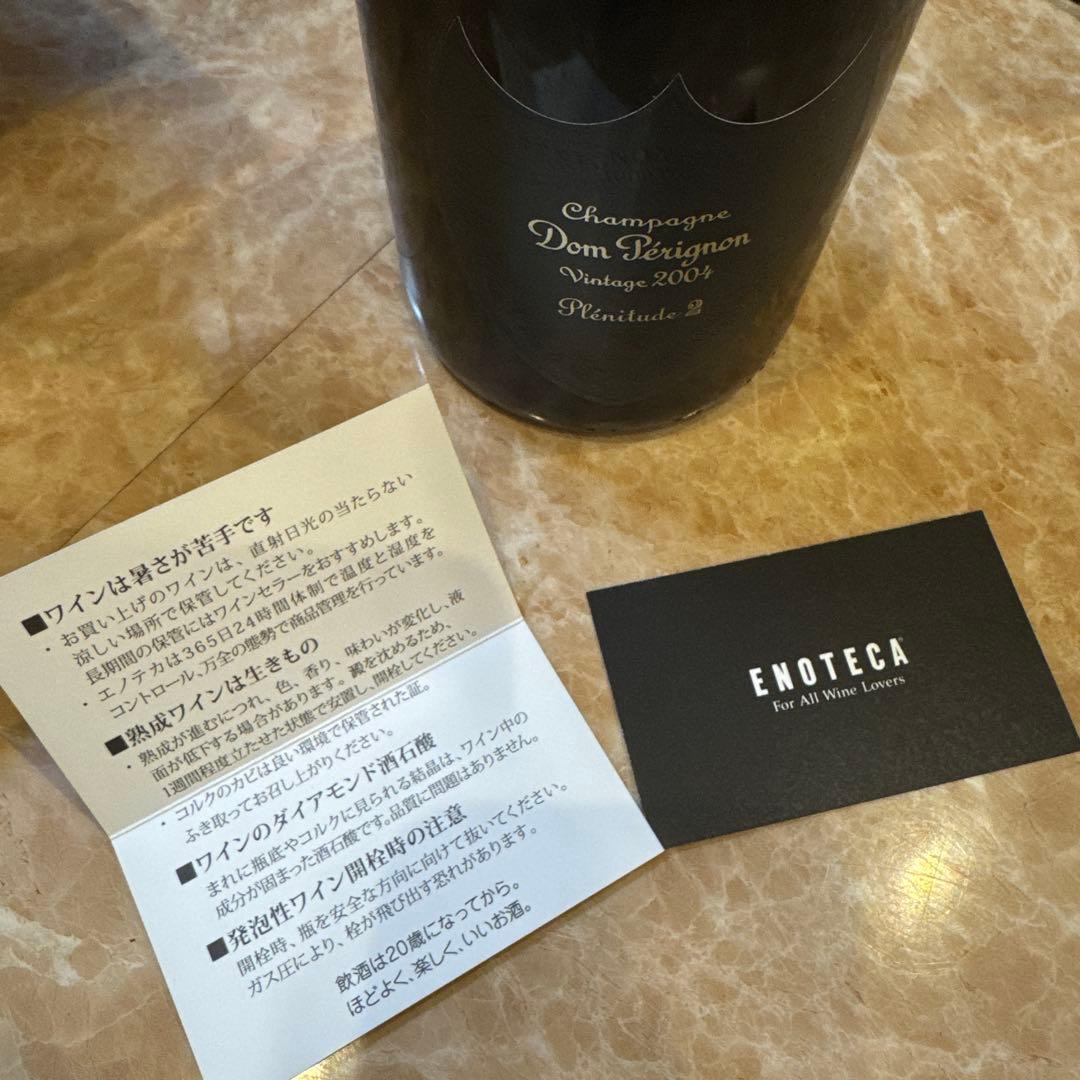 Champagne
Dom Pérignon
Vintage 2004
Plénitude 2
■ワインは暑さが苦手です
・お買い上げのワインは、直射日光の当たらない
涼しい場所で保管してください。
長期間の保管にはワインセラーをおすすめします。
・エノテカは365日24時間体制で温度と湿度を
コントロール、万全の態勢で商品管理を行っています。
■熟成ワインは生きもの
・熟成が進むにつれ、色、香り、味わいが変化し、液
面が低下する場合があります。澱を沈めるため、
1週間程度立たせた状態で安置し、開栓してください。
・コルクのカビは良い環境で保管された証。
ふき取ってお召し上がりください。
■ワインのダイアモンド酒石酸
まれに瓶底やコルクに見られる結晶は、ワイン中の
成分が固まった酒石酸です。品質に問題はありません。
■発泡性ワイン開栓時の注意
開栓時、瓶を安全な方向に向けて抜いてください。
ガス圧により、栓が飛び出す恐れがあります。
飲酒は20歳になってから。
ほどよく、楽しく、いいお酒。
ENOTECA
For All Wine Lovers